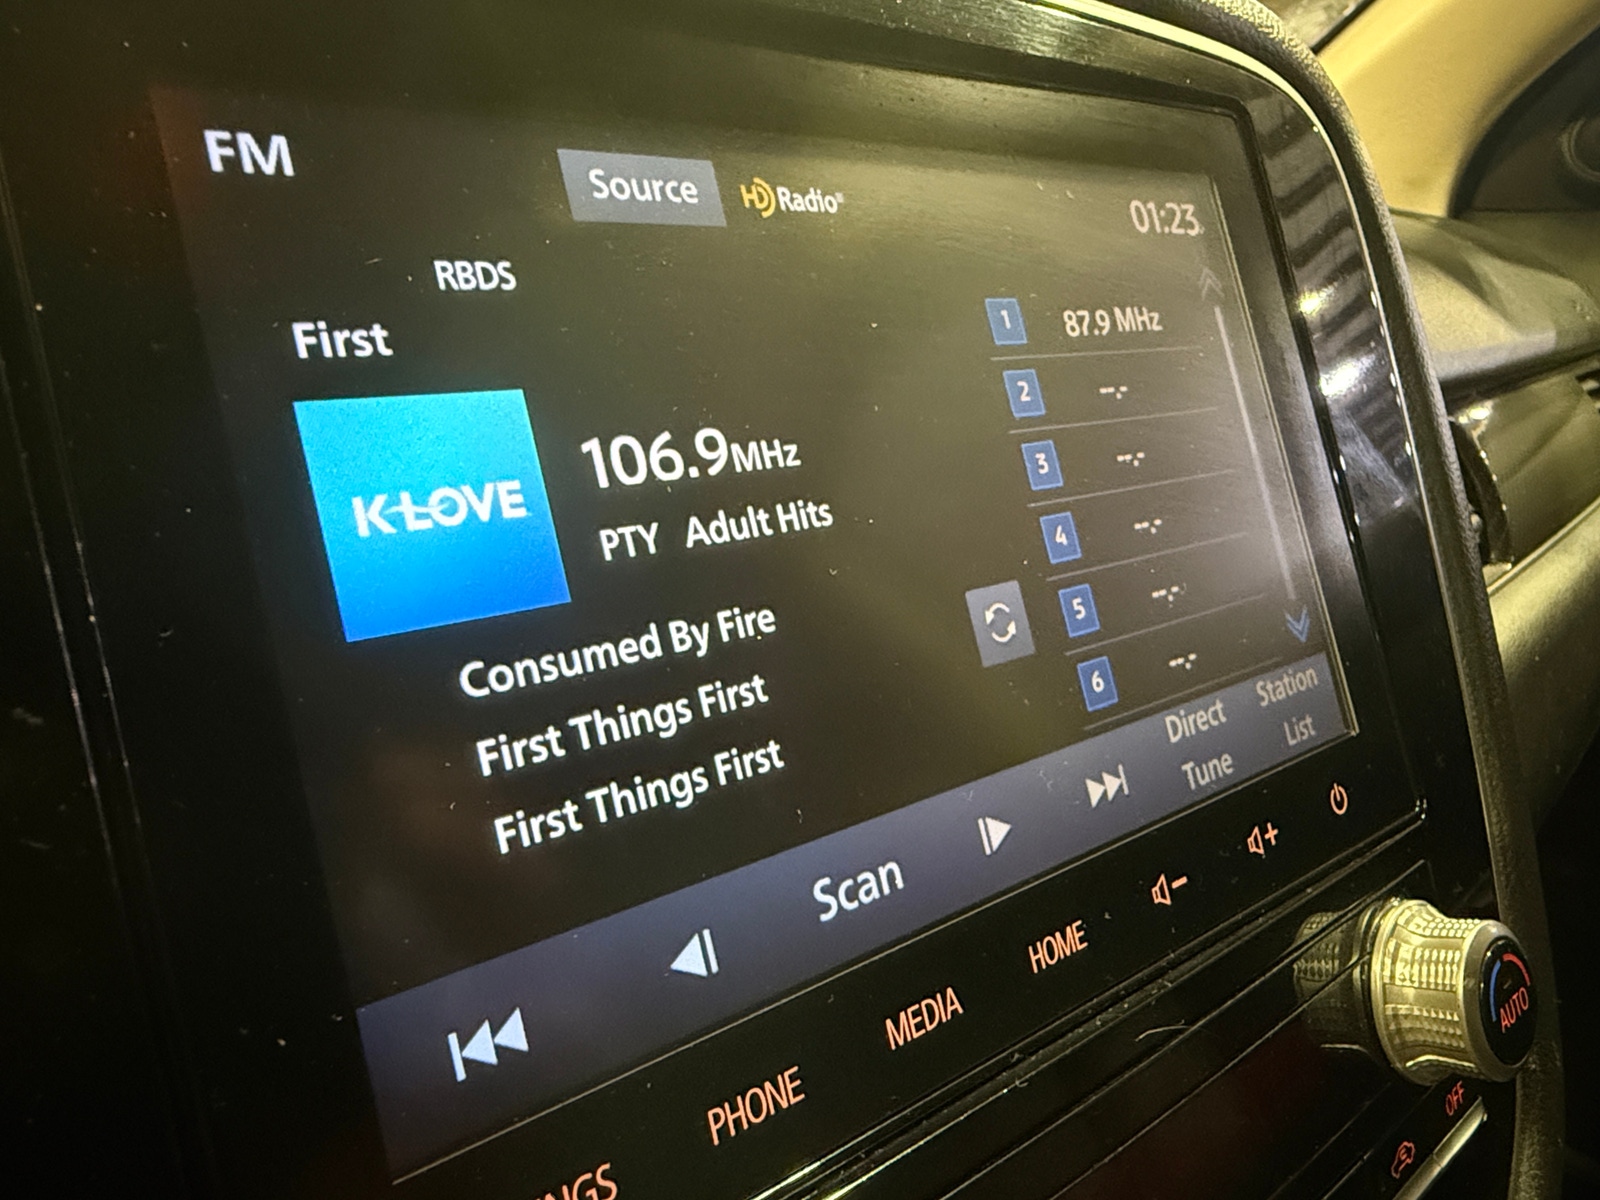 FM
Source
HD Radio®
01:23
RBDS
First
K-LOVE
106.9MHz
PTY Adult Hits
Consumed By Fire
First Things First
First Things First
1 87.9 MHz
2 --.-
3 --.-
4 --.-
5 --.-
6 --.-
Scan
Direct
Tune
Station
List
PHONE
MEDIA
HOME
AUTO
OFF